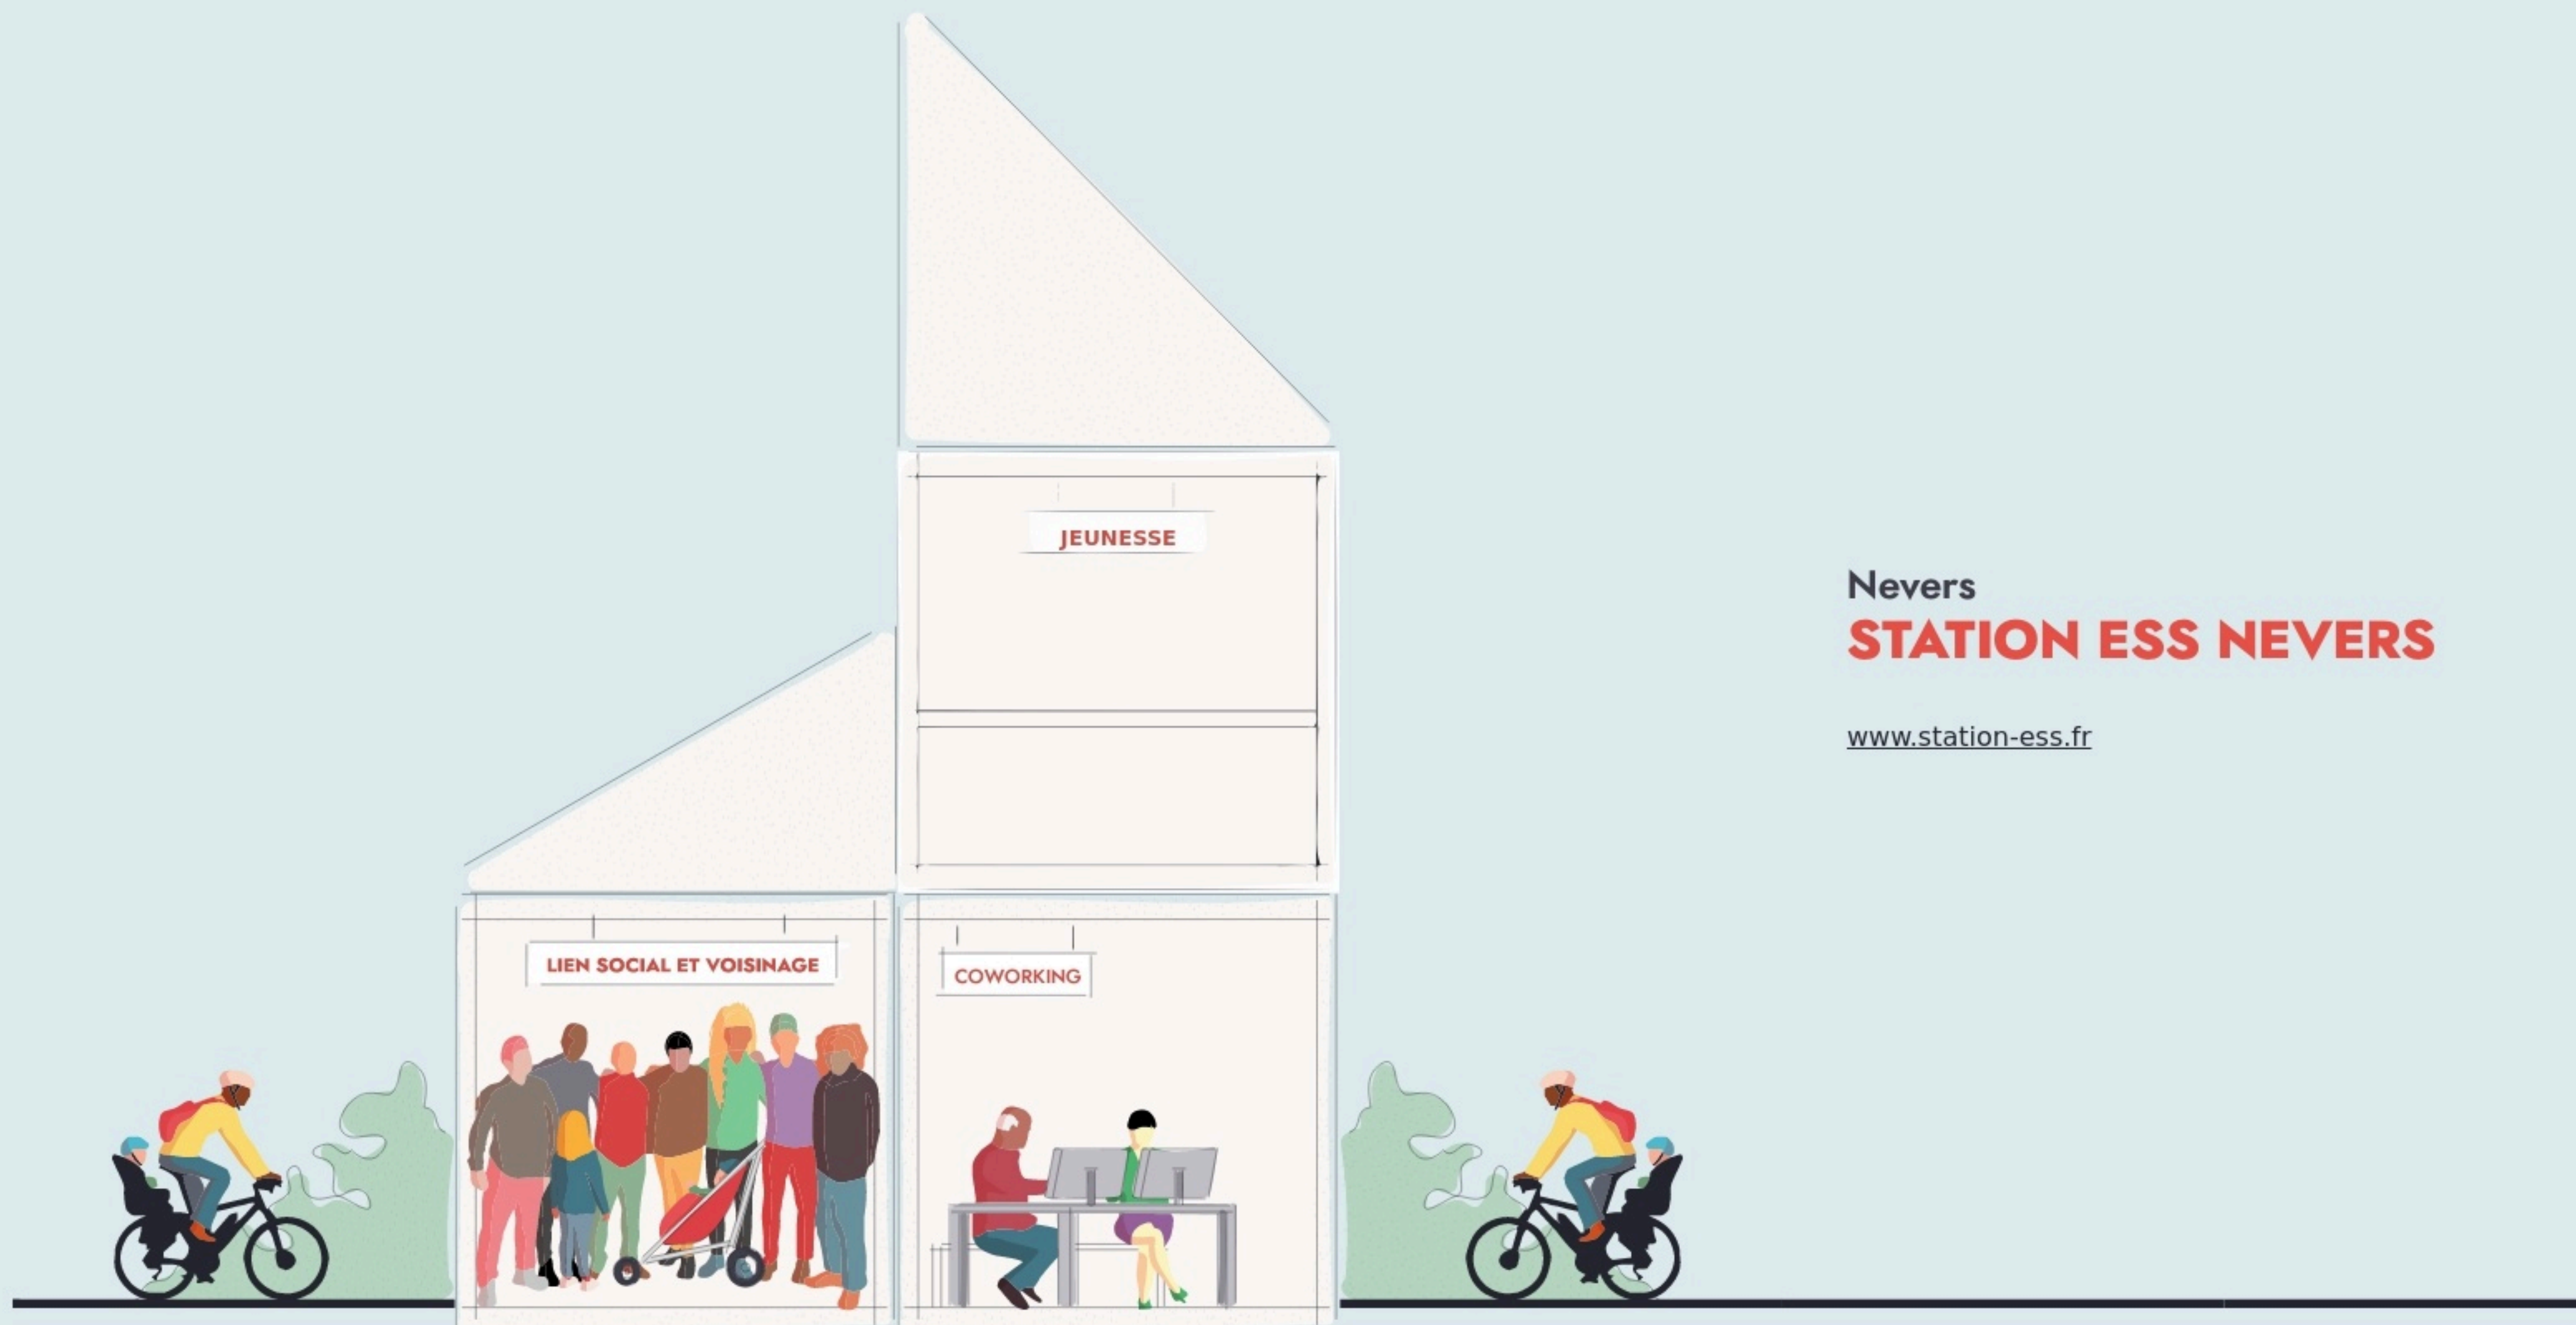 JEUNESSE
Nevers
STATION ESS NEVERS
www.station-ess.fr
LIEN SOCIAL ET VOISINAGE
COWORKING